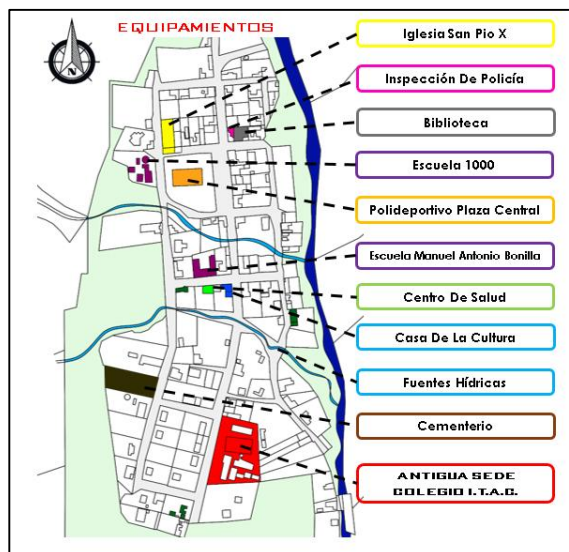 EQUIPAMIENTOS
N
Iglesia San Pio X
Inspección De Policía
Biblioteca
Escuela 1000
Polideportivo Plaza Central
Escuela Manuel Antonio Bonilla
Centro De Salud
Casa De La Cultura
Fuentes Hídricas
Cementerio
ANTIGUA SEDE
COLEGIO I.T.A.C.